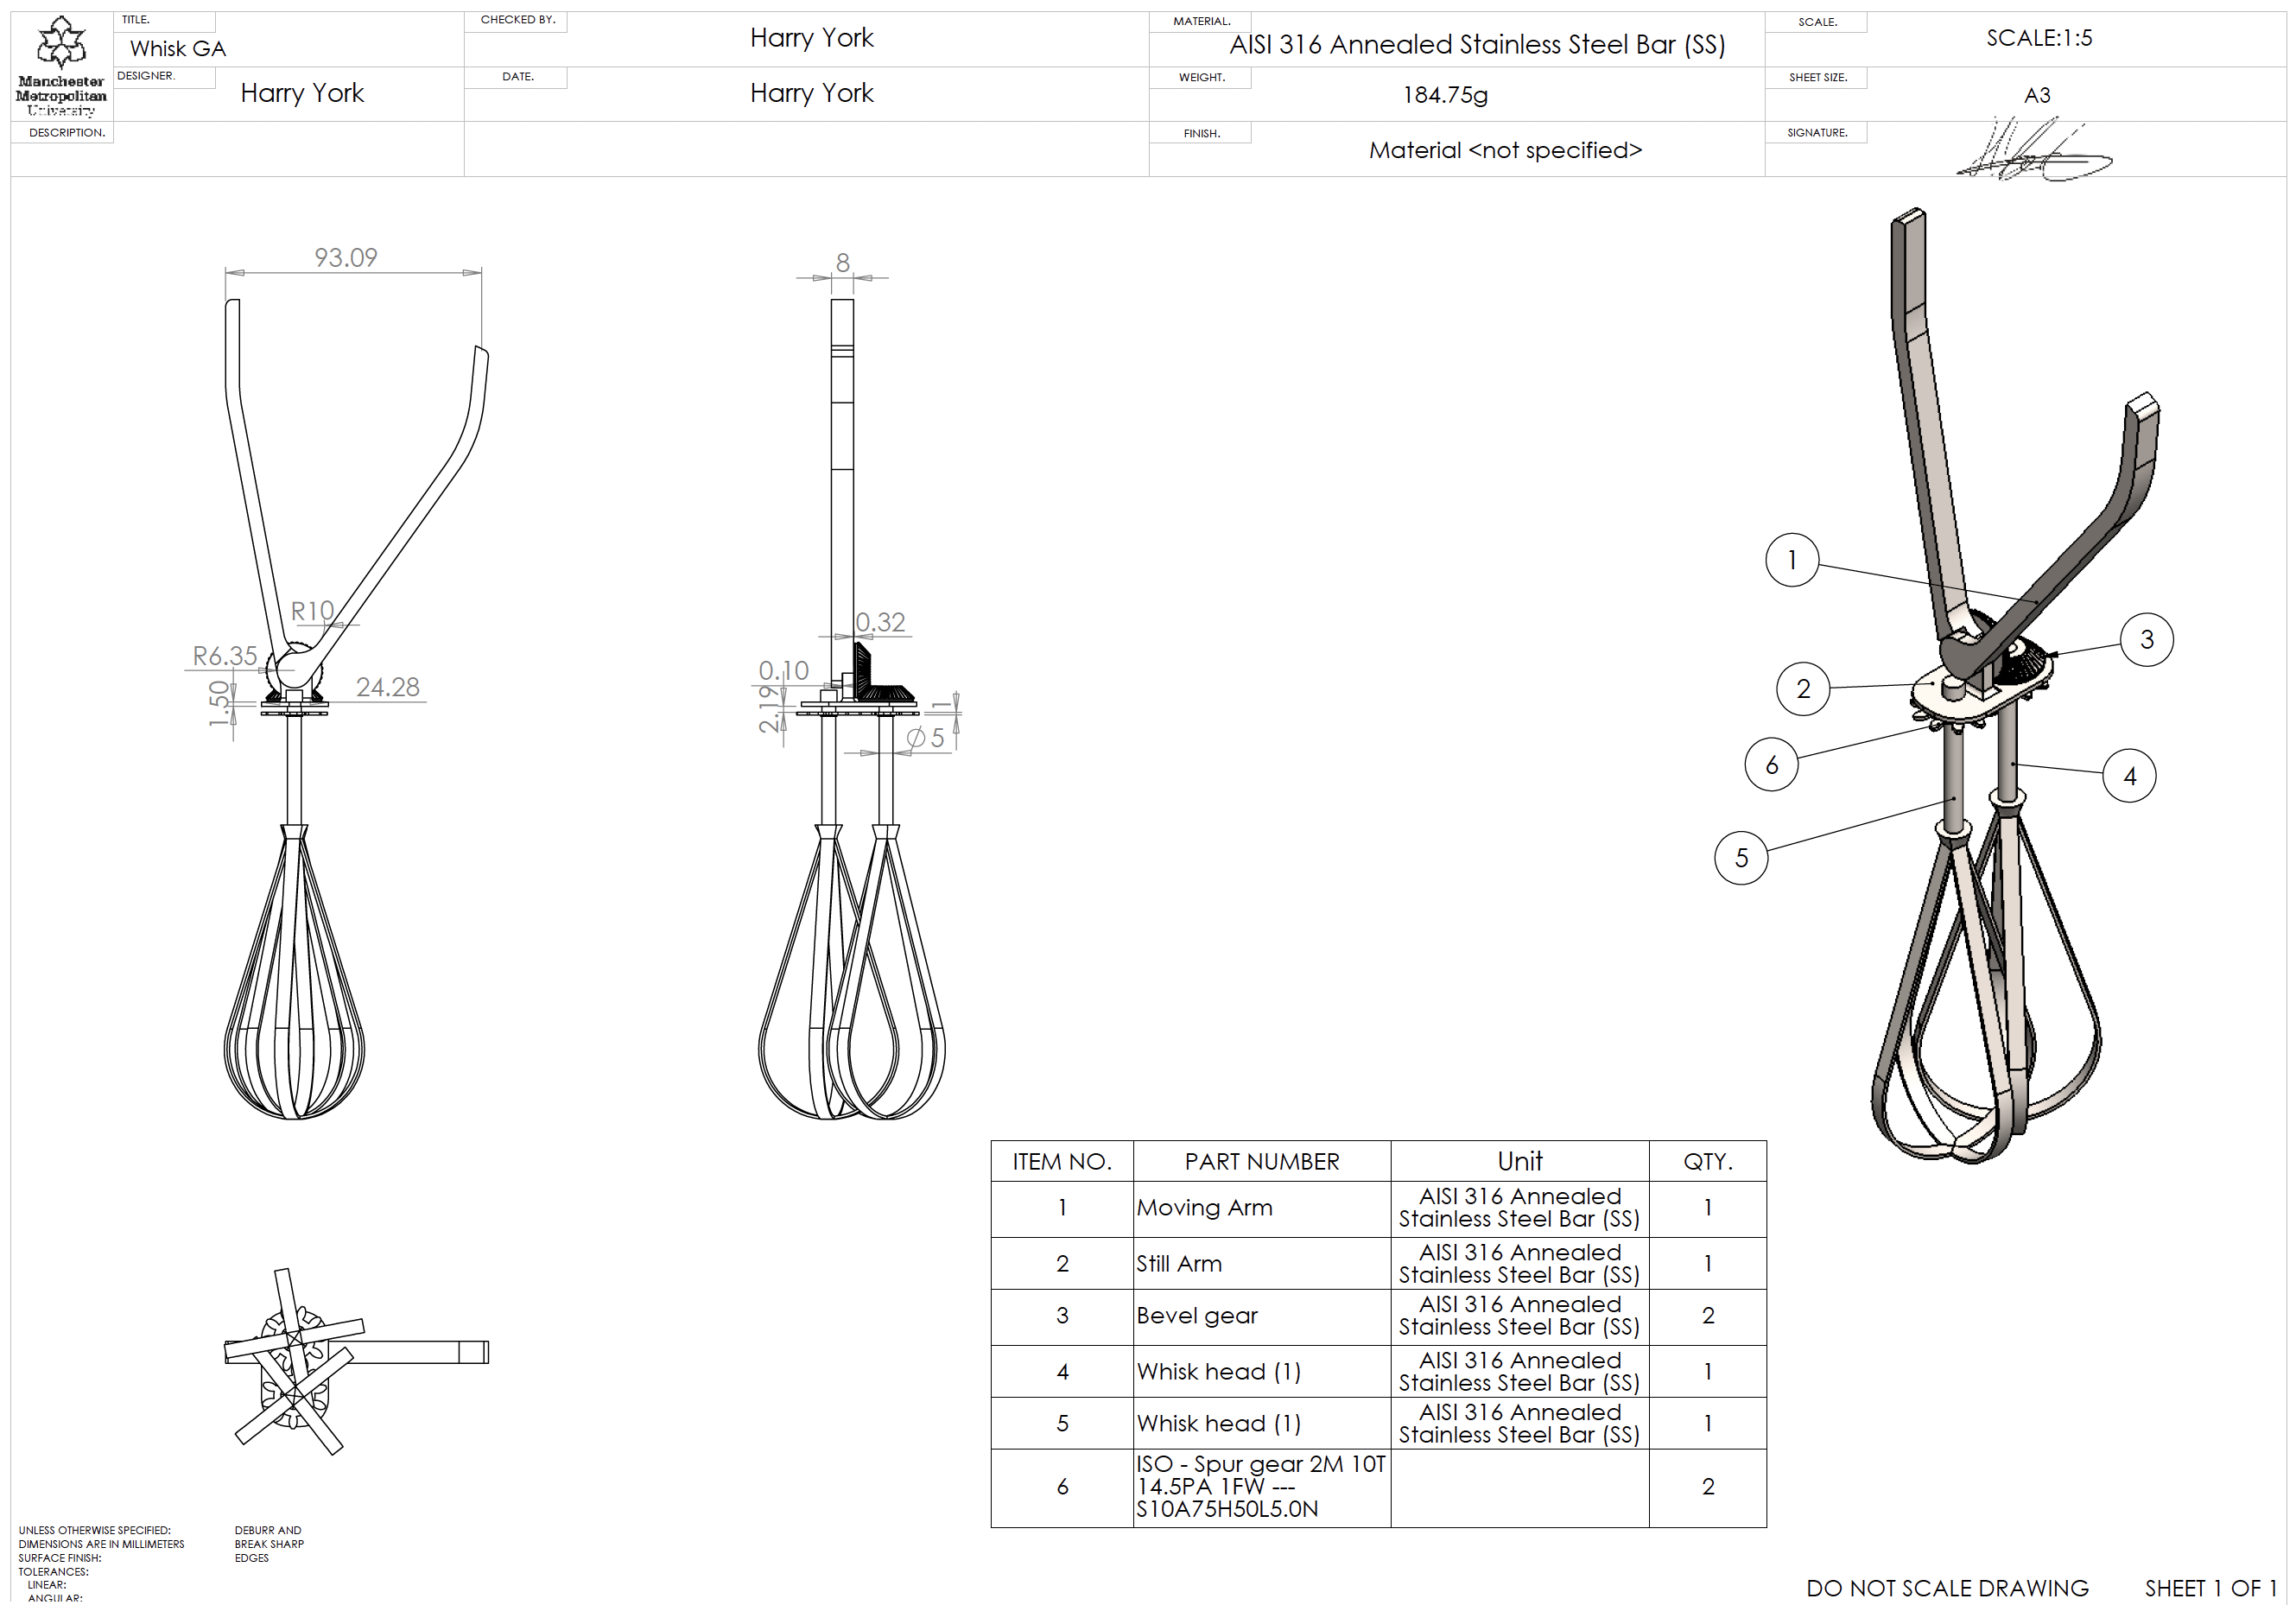 Manchester
Metropolitan
University
TITLE.
Whisk GA
CHECKED BY.
Harry York
MATERIAL.
AISI 316 Annealed Stainless Steel Bar (SS)
SCALE.
SCALE:1:5
DESIGNER.
Harry York
DATE.
Harry York
WEIGHT.
184.75g
SHEET SIZE.
A3
DESCRIPTION.
FINISH.
Material <not specified>
SIGNATURE.
93.09
R10
R6.35
1.50
24.28
8
0.32
0.10
2.19
1
∅5
1
2
3
4
5
6
ITEM NO. PART NUMBER Unit QTY.
1 Moving Arm AISI 316 Annealed Stainless Steel Bar (SS) 1
2 Still Arm AISI 316 Annealed Stainless Steel Bar (SS) 1
3 Bevel gear AISI 316 Annealed Stainless Steel Bar (SS) 2
4 Whisk head (1) AISI 316 Annealed Stainless Steel Bar (SS) 1
5 Whisk head (1) AISI 316 Annealed Stainless Steel Bar (SS) 1
6 ISO - Spur gear 2M 10T 14.5PA 1FW --- S10A75H50L5.0N 2
UNLESS OTHERWISE SPECIFIED:
DIMENSIONS ARE IN MILLIMETERS
SURFACE FINISH:
TOLERANCES:
LINEAR:
ANGULAR:
DEBURR AND
BREAK SHARP
EDGES
DO NOT SCALE DRAWING
SHEET 1 OF 1